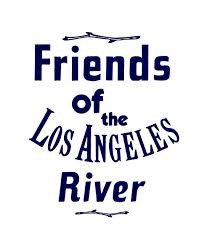 Friends
of the
LOS ANGELES
River